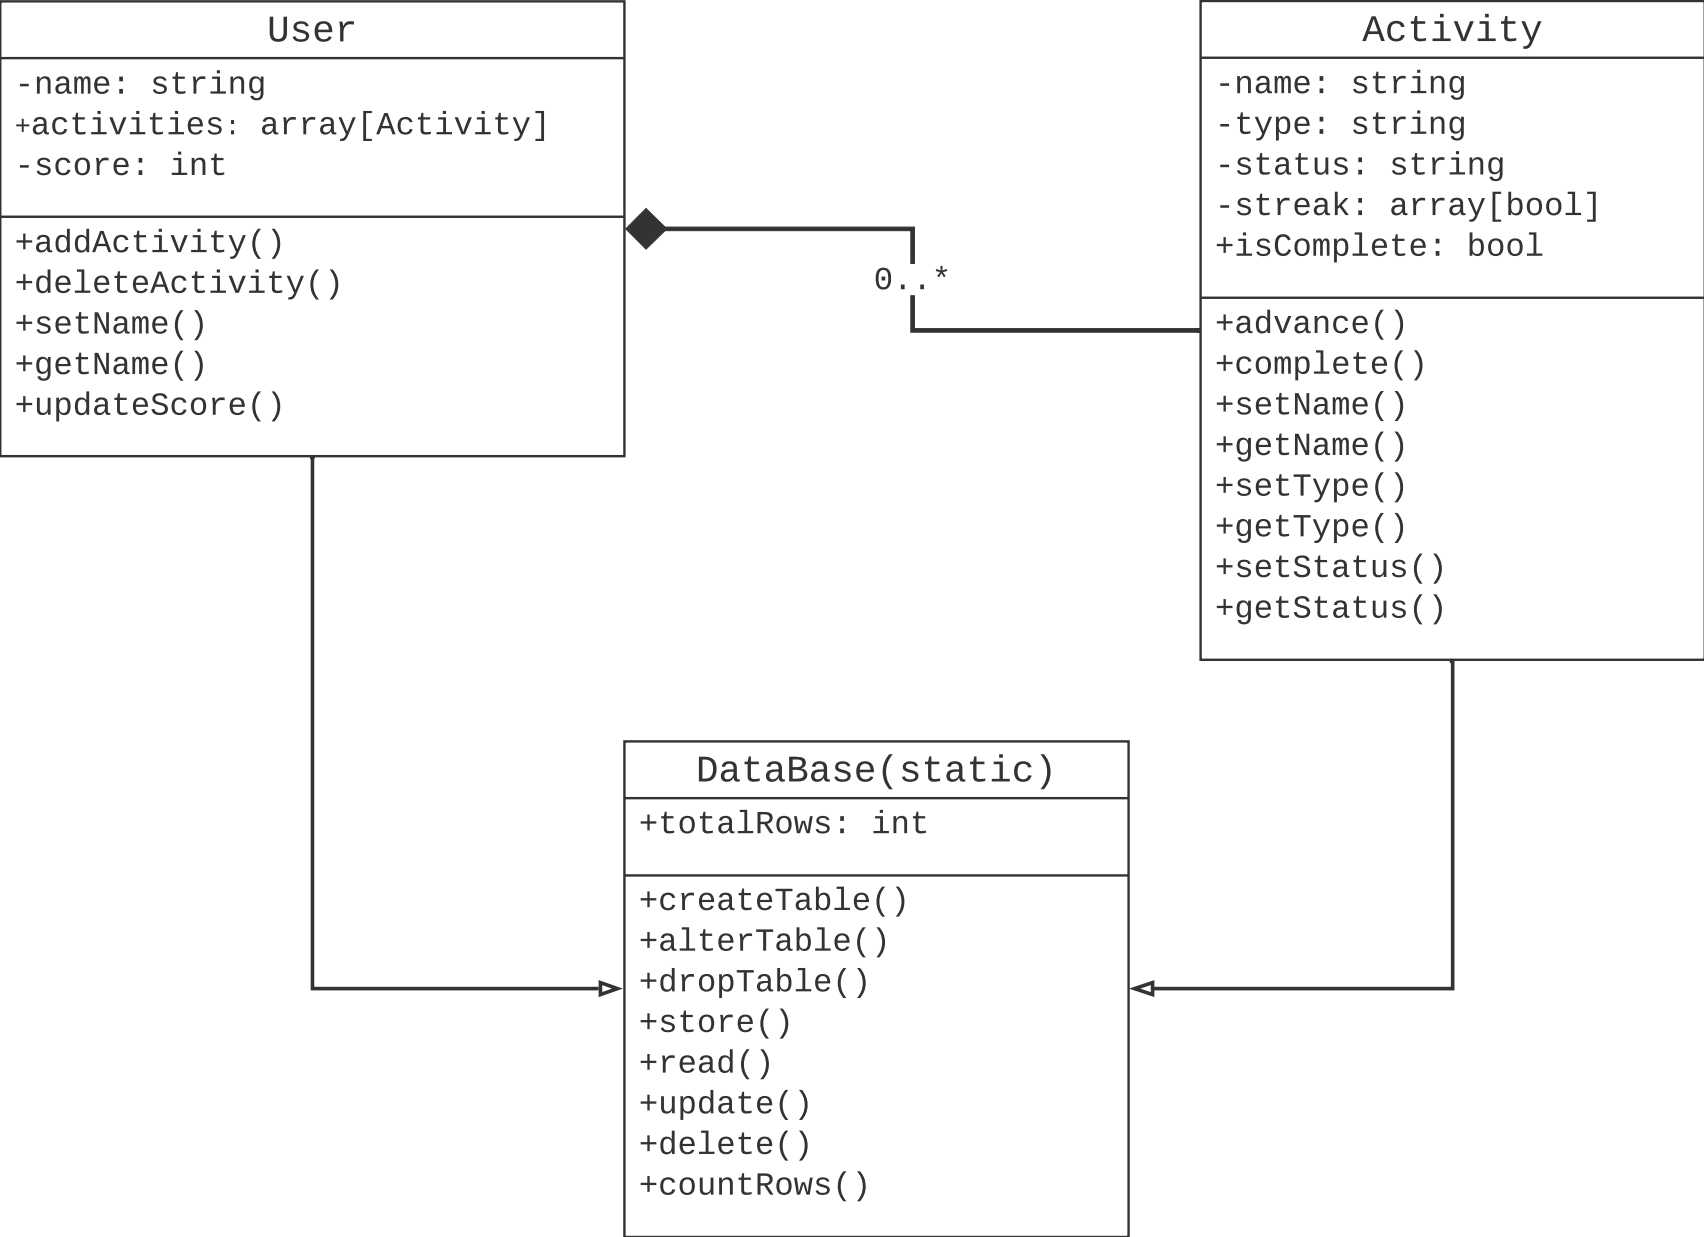 User
-name: string
+activities: array[Activity]
-score: int
+addActivity()
+deleteActivity()
+setName()
+getName()
+updateScore()
0..*
Activity
-name: string
-type: string
-status: string
-streak: array[bool]
+isComplete: bool
+advance()
+complete()
+setName()
+getName()
+setType()
+getType()
+setStatus()
+getStatus()
DataBase(static)
+totalRows: int
+createTable()
+alterTable()
+dropTable()
+store()
+read()
+update()
+delete()
+countRows()